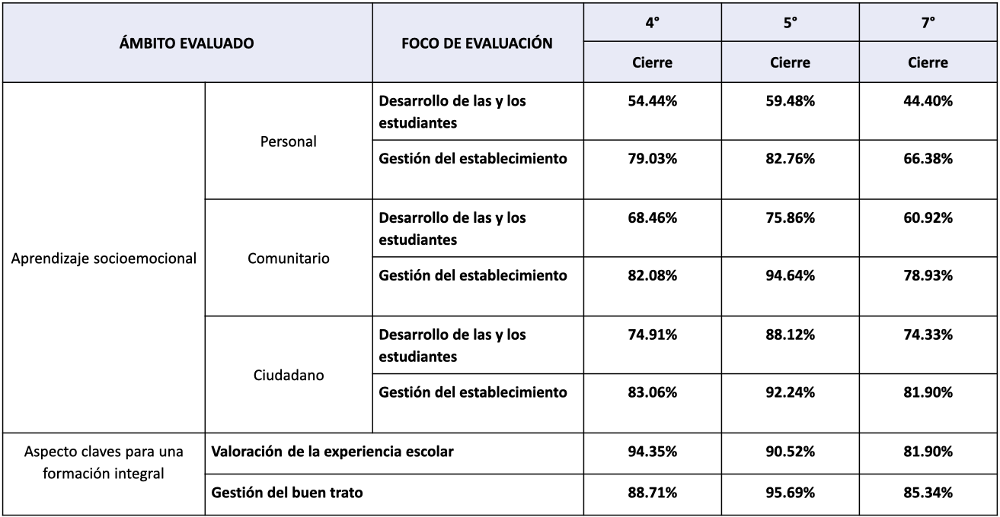 ÁMBITO EVALUADO
FOCO DE EVALUACIÓN
4° 5° 7°
Cierre Cierre Cierre
Aprendizaje socioemocional
Personal
Desarrollo de las y los
estudiantes
54.44% 59.48% 44.40%
Gestión del establecimiento 79.03% 82.76% 66.38%
Comunitario
Desarrollo de las y los
estudiantes
68.46% 75.86% 60.92%
Gestión del establecimiento 82.08% 94.64% 78.93%
Ciudadano
Desarrollo de las y los
estudiantes
74.91% 88.12% 74.33%
Gestión del establecimiento 83.06% 92.24% 81.90%
Aspecto claves para una
formación integral
Valoración de la experiencia escolar 94.35% 90.52% 81.90%
Gestión del buen trato 88.71% 95.69% 85.34%